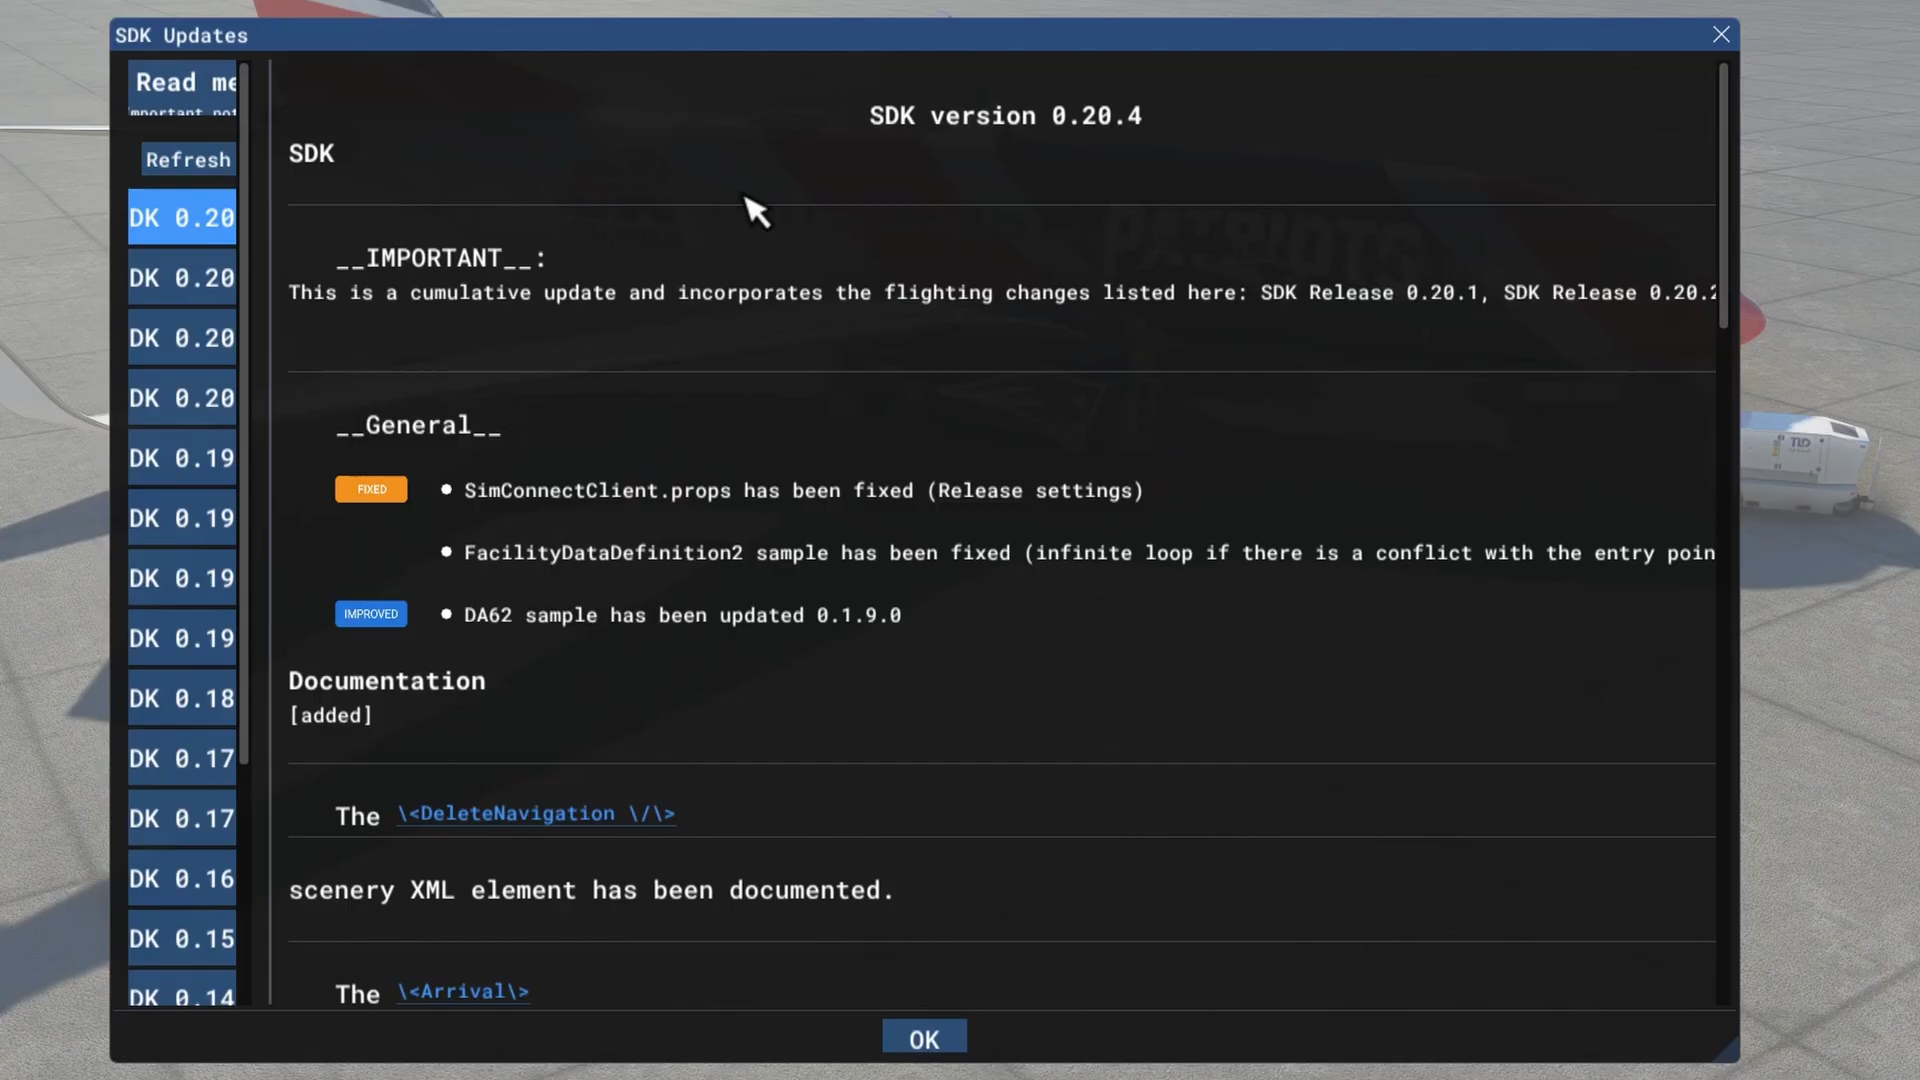 SDK Updates
Read me
Refresh
DK 0.20
DK 0.20
DK 0.20
DK 0.20
DK 0.19
DK 0.19
DK 0.19
DK 0.19
DK 0.18
DK 0.17
DK 0.17
DK 0.16
DK 0.15
DK 0.14
SDK version 0.20.4
SDK
__IMPORTANT__:
This is a cumulative update and incorporates the flighting changes listed here: SDK Release 0.20.1, SDK Release 0.20.2
__General__
FIXED • SimConnectClient.props has been fixed (Release settings)
• FacilityDataDefinition2 sample has been fixed (infinite loop if there is a conflict with the entry poin
IMPROVED • DA62 sample has been updated 0.1.9.0
Documentation
[added]
The \<DeleteNavigation \/\>
scenery XML element has been documented.
The \<Arrival\>
OK
PATRIOTS
TLD